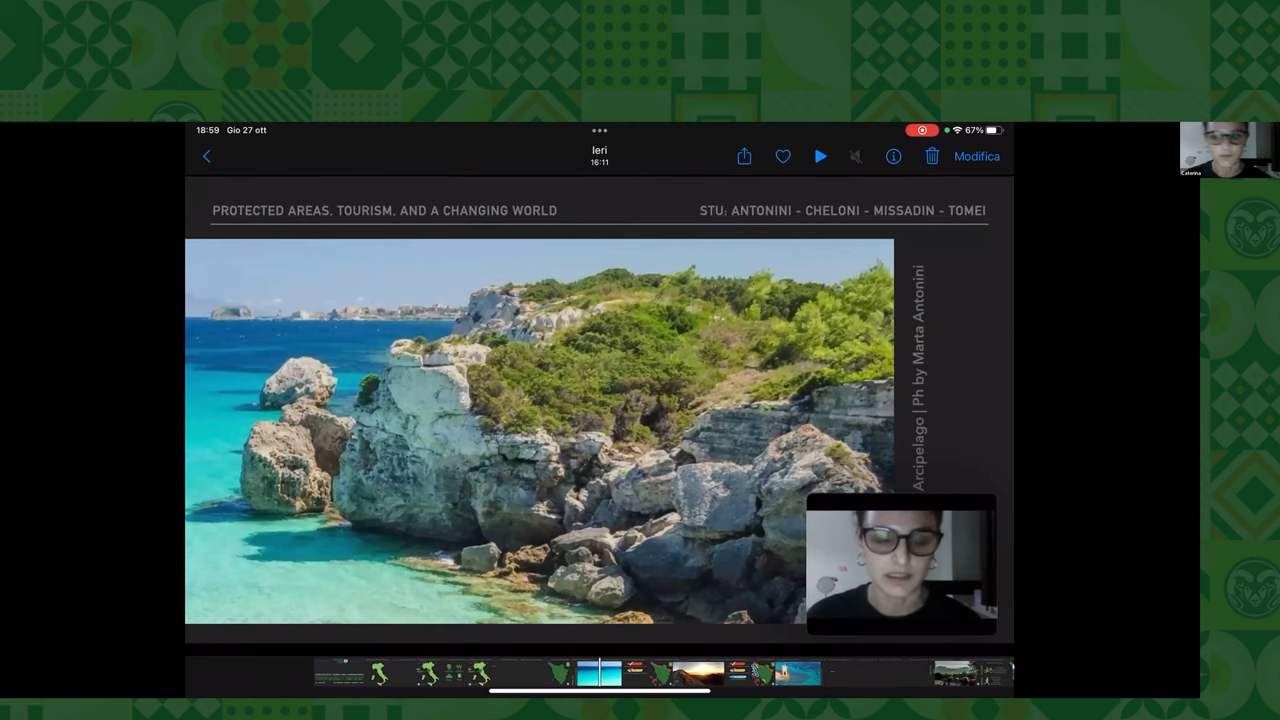 18:59 Gio 27 ott
67%
Ieri
16:11
Modifica
Caterina
PROTECTED AREAS, TOURISM, AND A CHANGING WORLD
STU: ANTONINI - CHELONI - MISSADIN - TOMEI
Arcipelago | Ph by Marta Antonini